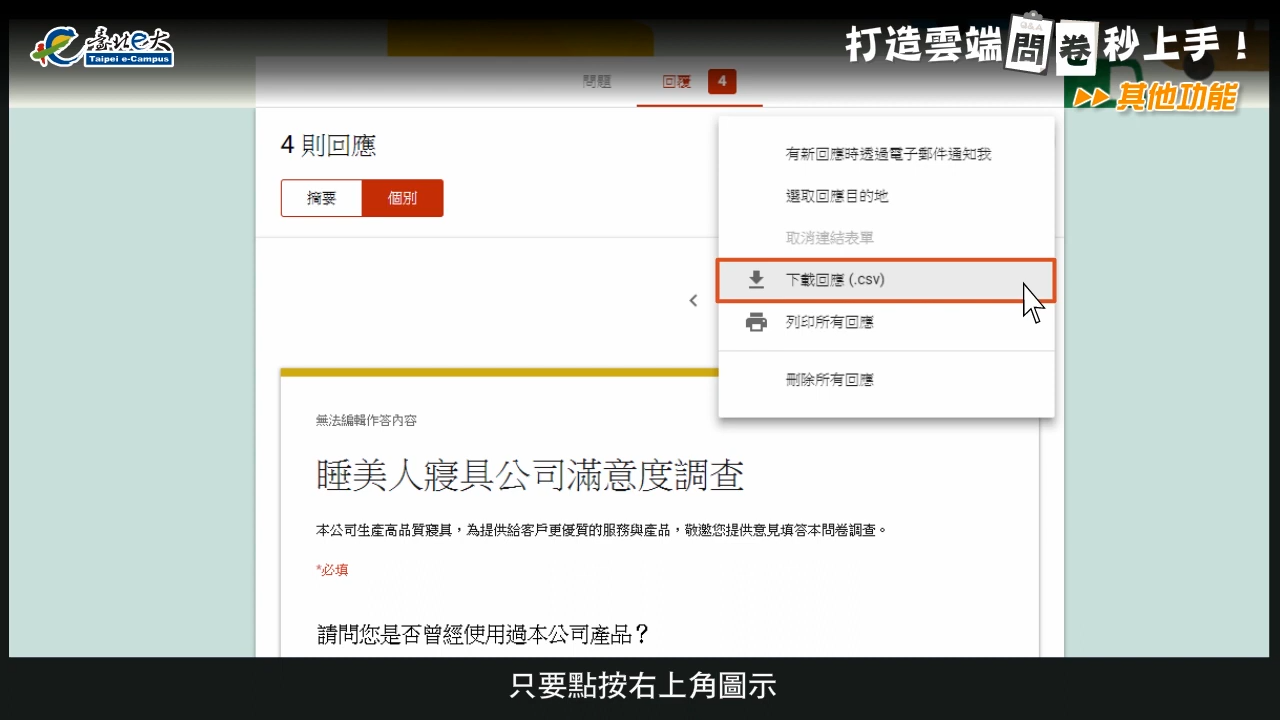 臺北e大
Taipei e-Campus
打造雲端問卷秒上手！
Q&A
其他功能
問題
回覆
4
4 則回應
摘要
個別
有新回應時透過電子郵件通知我
選取回應目的地
取消連結表單
下載回應 (.csv)
列印所有回應
刪除所有回應
無法編輯作答內容
睡美人寢具公司滿意度調查
本公司生產高品質寢具，為提供給客戶更優質的服務與產品，敬邀您提供意見填答本問卷調查。
*必填
請問您是否曾經使用過本公司產品？
只要點按右上角圖示